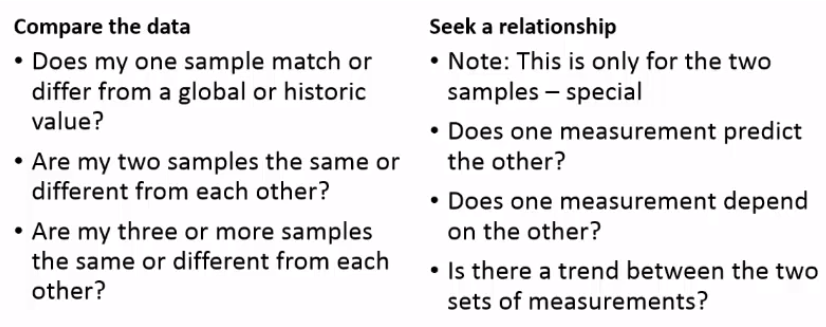 Compare the data
• Does my one sample match or
differ from a global or historic
value?
• Are my two samples the same or
different from each other?
• Are my three or more samples
the same or different from each
other?
Seek a relationship
• Note: This is only for the two
samples – special
• Does one measurement predict
the other?
• Does one measurement depend
on the other?
• Is there a trend between the two
sets of measurements?